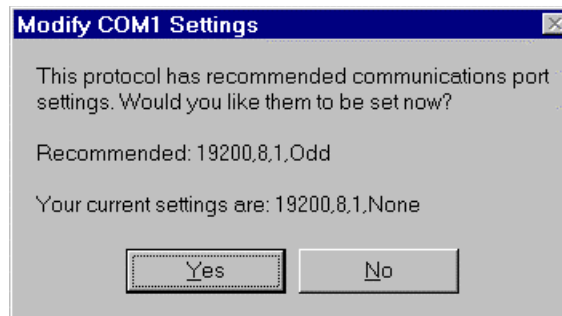 Modify COM1 Settings
This protocol has recommended communications port
settings. Would you like them to be set now?
Recommended: 19200,8,1,Odd
Your current settings are: 19200,8,1,None
Yes
No